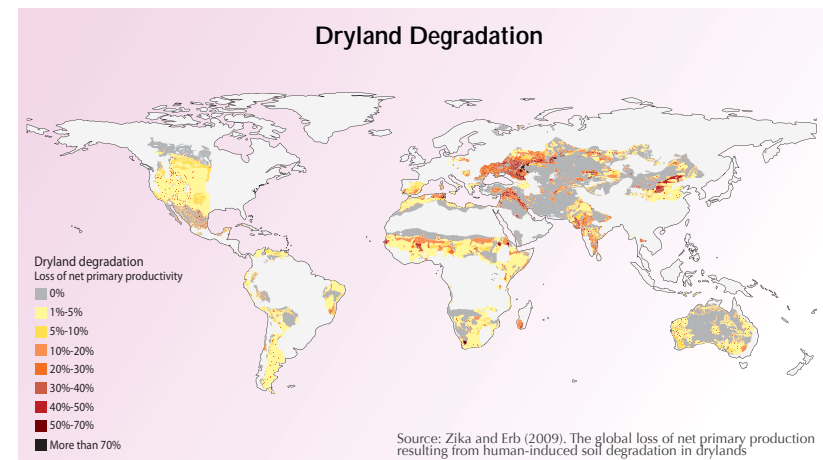 Dryland Degradation
Dryland degradation
Loss of net primary productivity
0%
1%-5%
5%-10%
10%-20%
20%-30%
30%-40%
40%-50%
50%-70%
More than 70%
Source: Zika and Erb (2009). The global loss of net primary production
resulting from human-induced soil degradation in drylands